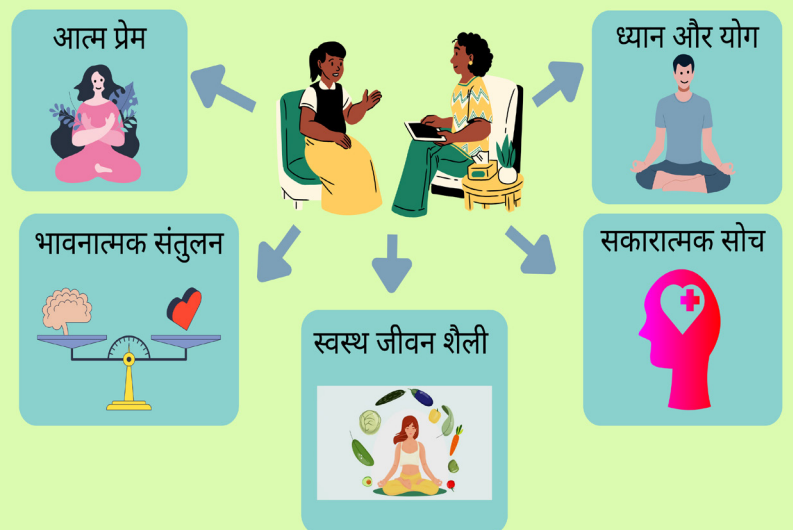 आत्म प्रेम
ध्यान और योग
भावनात्मक संतुलन
सकारात्मक सोच
स्वस्थ जीवन शैली